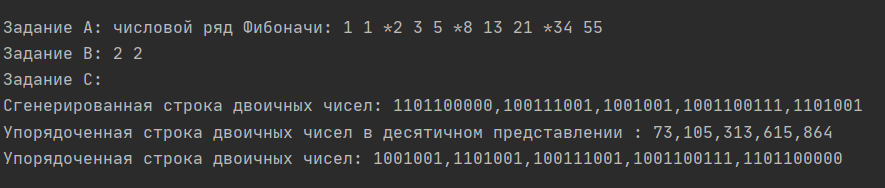 Задание A: числовой ряд Фибоначи: 1 1 *2 3 5 *8 13 21 *34 55
Задание B: 2 2
Задание C:
Сгенерированная строка двоичных чисел: 1101100000,100111001,1001001,1001100111,1101001
Упорядоченная строка двоичных чисел в десятичном представлении : 73,105,313,615,864
Упорядоченная строка двоичных чисел: 1001001,1101001,100111001,1001100111,1101100000